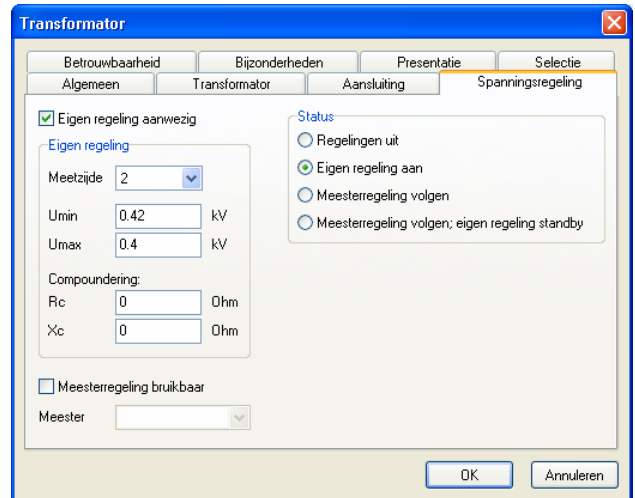 Transformator
Betrouwbaarheid
Bijzonderheden
Presentatie
Selectie
Algemeen
Transformator
Aansluiting
Spanningsregeling
Eigen regeling aanwezig
Eigen regeling
Meetzijde 2
Umin 0.42 kV
Umax 0.4 kV
Compoundering:
Rc 0 Ohm
Xc 0 Ohm
Meesterregeling bruikbaar
Meester
Status
Regelingen uit
Eigen regeling aan
Meesterregeling volgen
Meesterregeling volgen; eigen regeling standby
OK
Annuleren